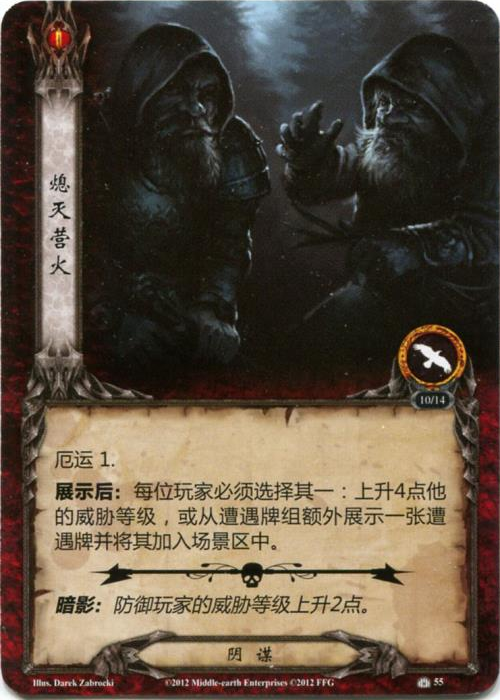 熄灭营火
10/14
厄运 1.
展示后：每位玩家必须选择其一：上升4点他
的威胁等级，或从遭遇牌组额外展示一张遭
遇牌并将其加入场景区中。
暗影：防御玩家的威胁等级上升2点。
阴谋
Illus. Darek Zabrocki
©2012 Middle-earth Enterprises ©2012 FFG
55